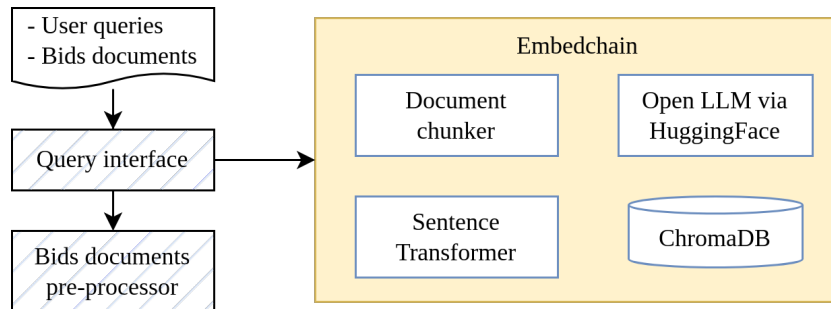 - User queries
- Bids documents
Query interface
Bids documents
pre-processor
Embedchain
Document
chunker
Open LLM via
HuggingFace
Sentence
Transformer
ChromaDB